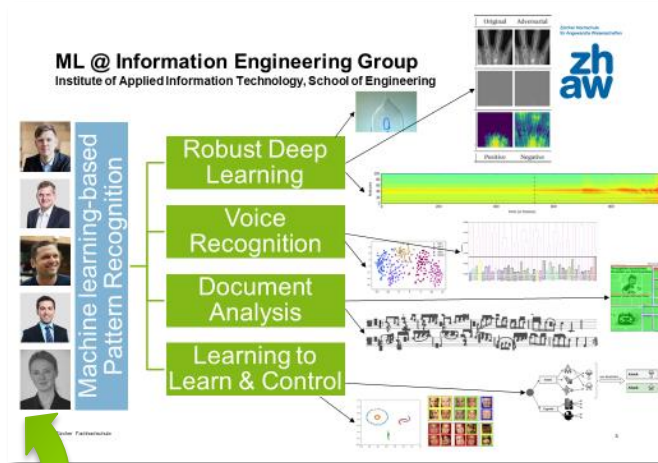 ML @ Information Engineering Group
Institute of Applied Information Technology, School of Engineering
Original Adversarial
Positive Negative
Zürcher Hochschule
für Angewandte Wissenschaften
zh
aw
Machine learning-based
Pattern Recognition
Robust Deep
Learning
Voice
Recognition
Document
Analysis
Learning to
Learn & Control
Zürcher Fachhochschule